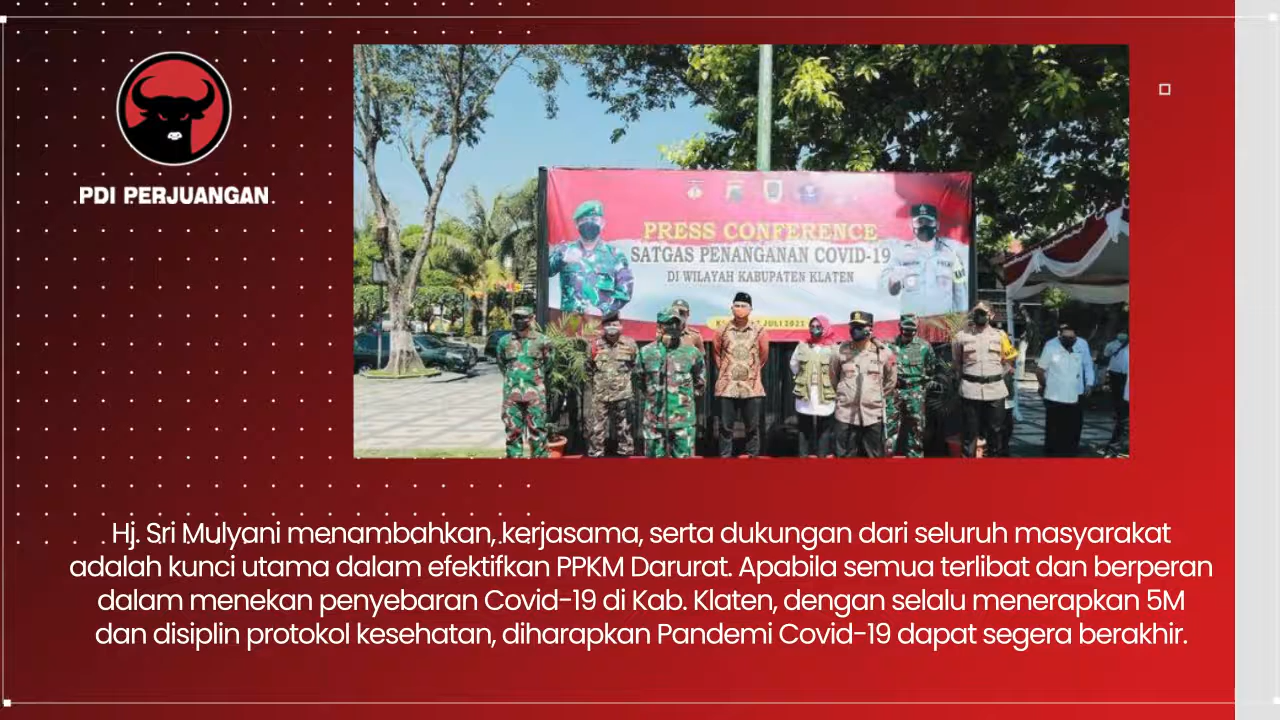 PDI PERJUANGAN
PRESS CONFERENCE
SATGAS PENANGANAN COVID-19
DI WILAYAH KABUPATEN KLATEN
JULI 2021
Hj. Sri Mulyani menambahkan, kerjasama, serta dukungan dari seluruh masyarakat
adalah kunci utama dalam efektifkan PPKM Darurat. Apabila semua terlibat dan berperan
dalam menekan penyebaran Covid-19 di Kab. Klaten, dengan selalu menerapkan 5M
dan disiplin protokol kesehatan, diharapkan Pandemi Covid-19 dapat segera berakhir.